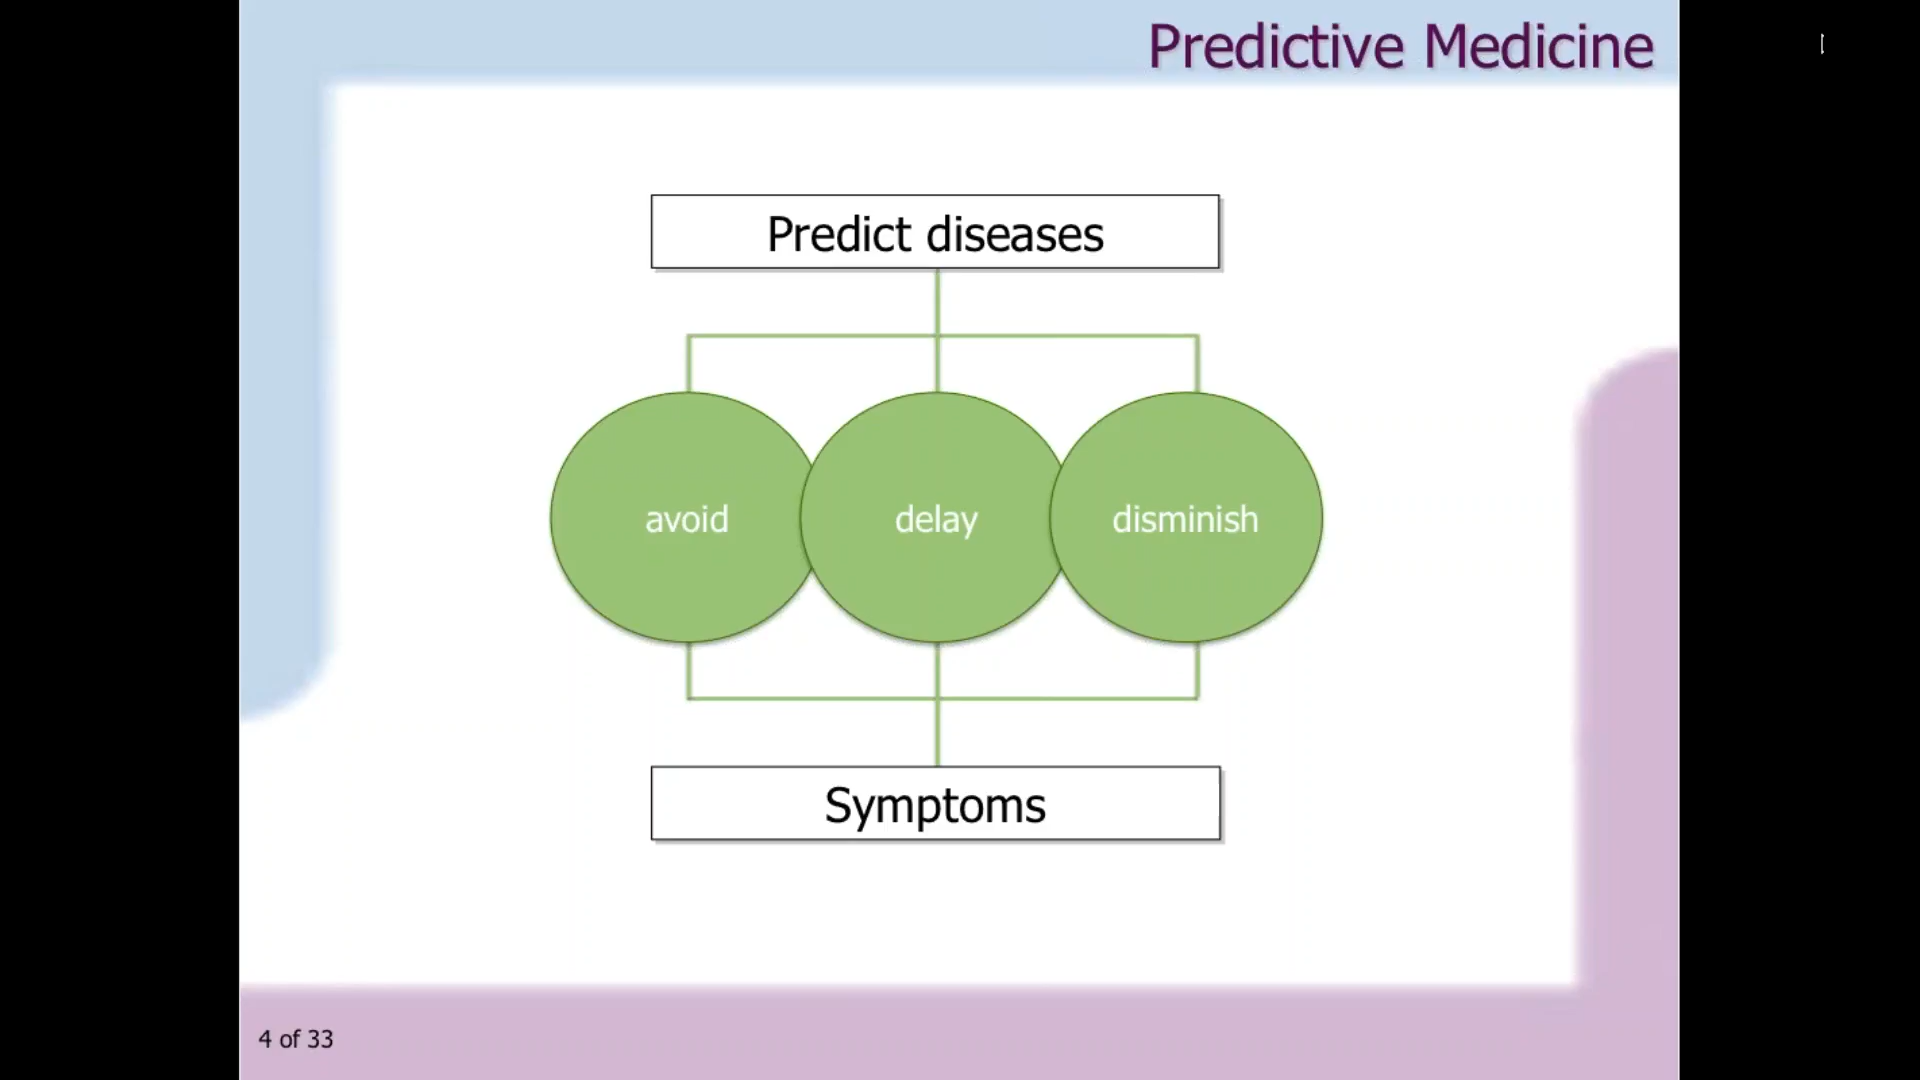 Predictive Medicine
Predict diseases
avoid
delay
disminish
Symptoms
4 of 33